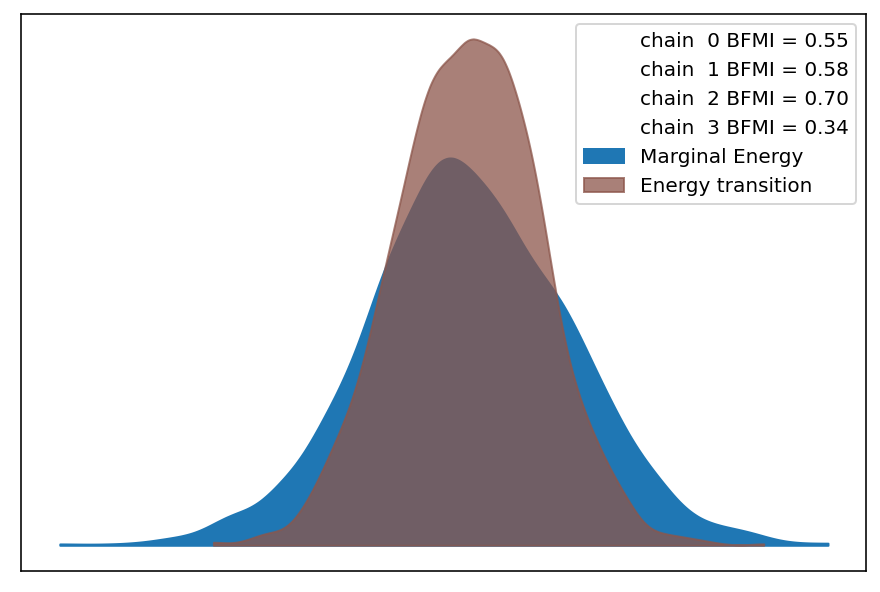 chain  0 BFMI = 0.55
chain  1 BFMI = 0.58
chain  2 BFMI = 0.70
chain  3 BFMI = 0.34
Marginal Energy
Energy transition